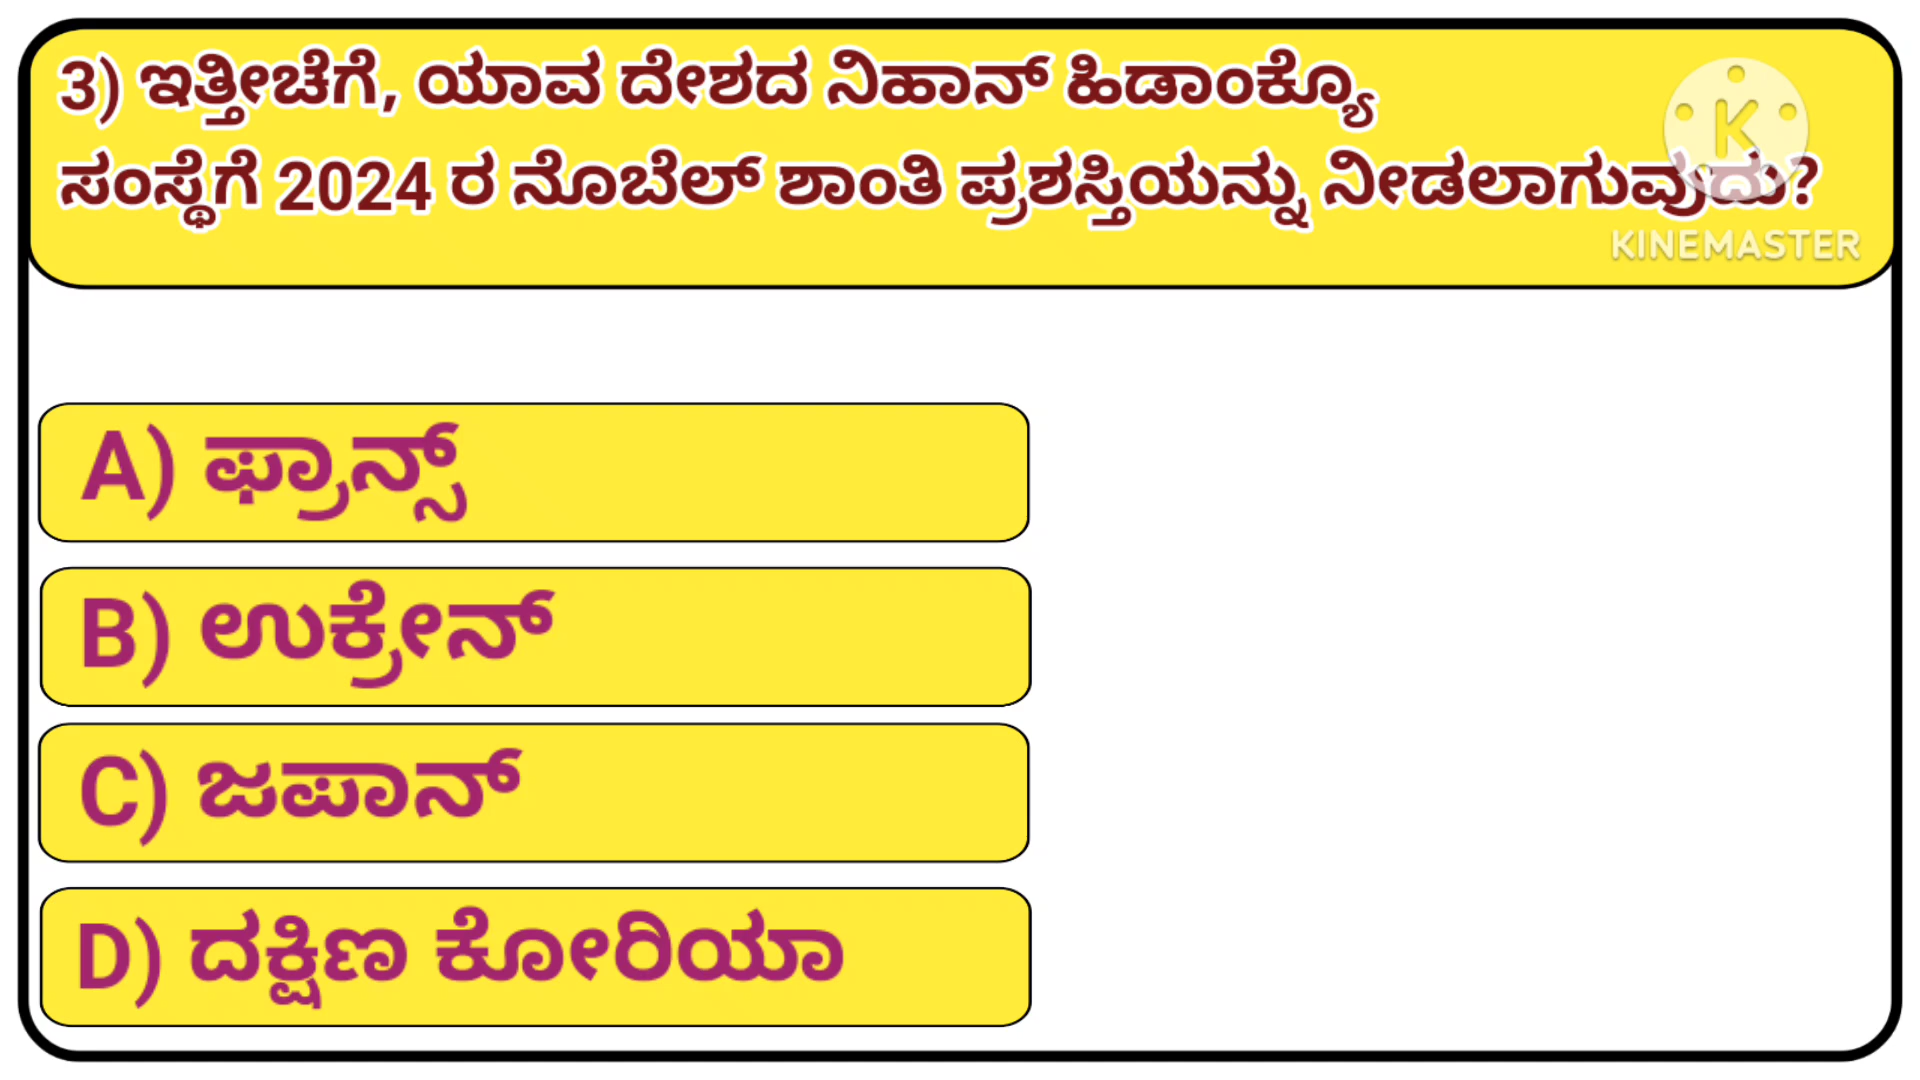 3) ಇತ್ತೀಚೆಗೆ, ಯಾವ ದೇಶದ ನಿಹಾನ್ ಹಿಡಾಂಕ್ಯೊ
ಸಂಸ್ಥೆಗೆ 2024 ರ ನೊಬೆಲ್ ಶಾಂತಿ ಪ್ರಶಸ್ತಿಯನ್ನು ನೀಡಲಾಗುವುದು?
K
KINEMASTER
A) ಫ್ರಾನ್ಸ್
B) ಉಕ್ರೇನ್
C) ಜಪಾನ್
D) ದಕ್ಷಿಣ ಕೋರಿಯಾ